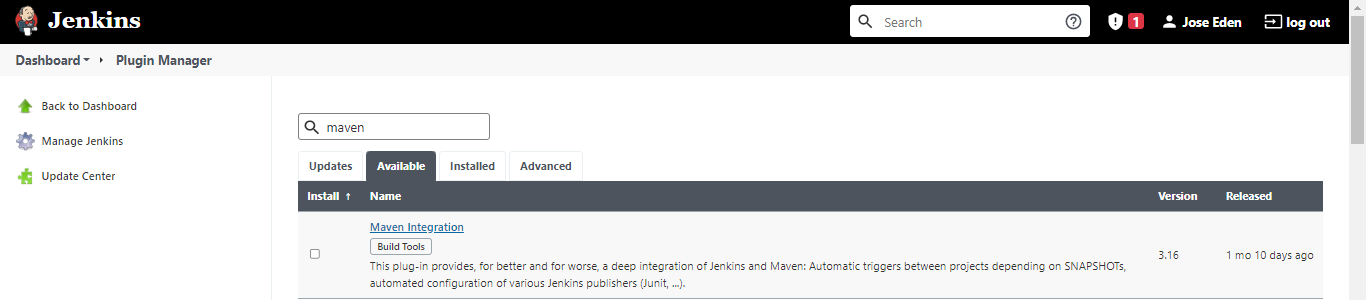 Jenkins
Search
1
Jose Eden
log out
Dashboard
Plugin Manager
Back to Dashboard
Manage Jenkins
Update Center
maven
Updates
Available
Installed
Advanced
Install ↑
Name
Version
Released
Maven Integration
Build Tools
This plug-in provides, for better and for worse, a deep integration of Jenkins and Maven: Automatic triggers between projects depending on SNAPSHOTs,
automated configuration of various Jenkins publishers (Junit, ...).
3.16
1 mo 10 days ago